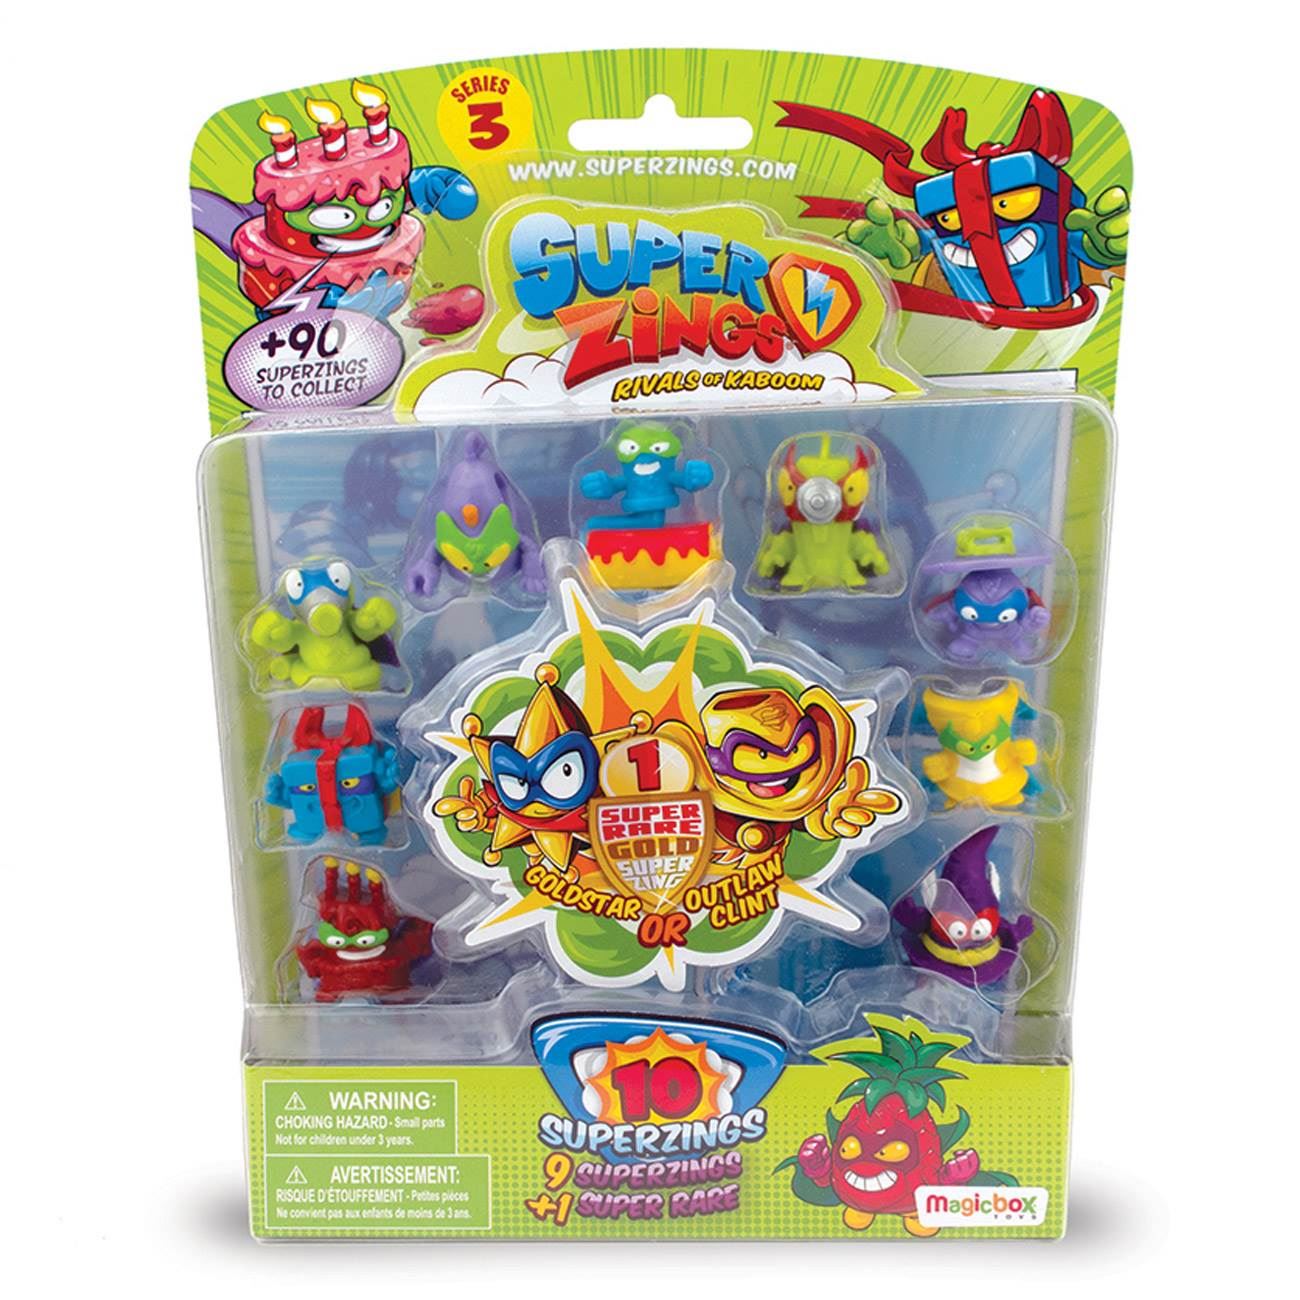 SERIES
3
WWW.SUPERZINGS.COM
SUPER
ZINGS
RIVALS OF KABOOM
+90
SUPERZINGS
TO COLLECT
1
SUPER
RARE
GOLD
SUPER
ZING
GOLDSTAR
OR
OUTLAW
CLINT
10
SUPERZINGS
9 SUPERZINGS
+1 SUPER RARE
WARNING:
CHOKING HAZARD - Small parts
Not for children under 3 years.
AVERTISSEMENT:
RISQUE D'ÉTOUFFEMENT - Petites pièces
Ne convient pas aux enfants de moins de 3 ans.
Magicbox
TOYS